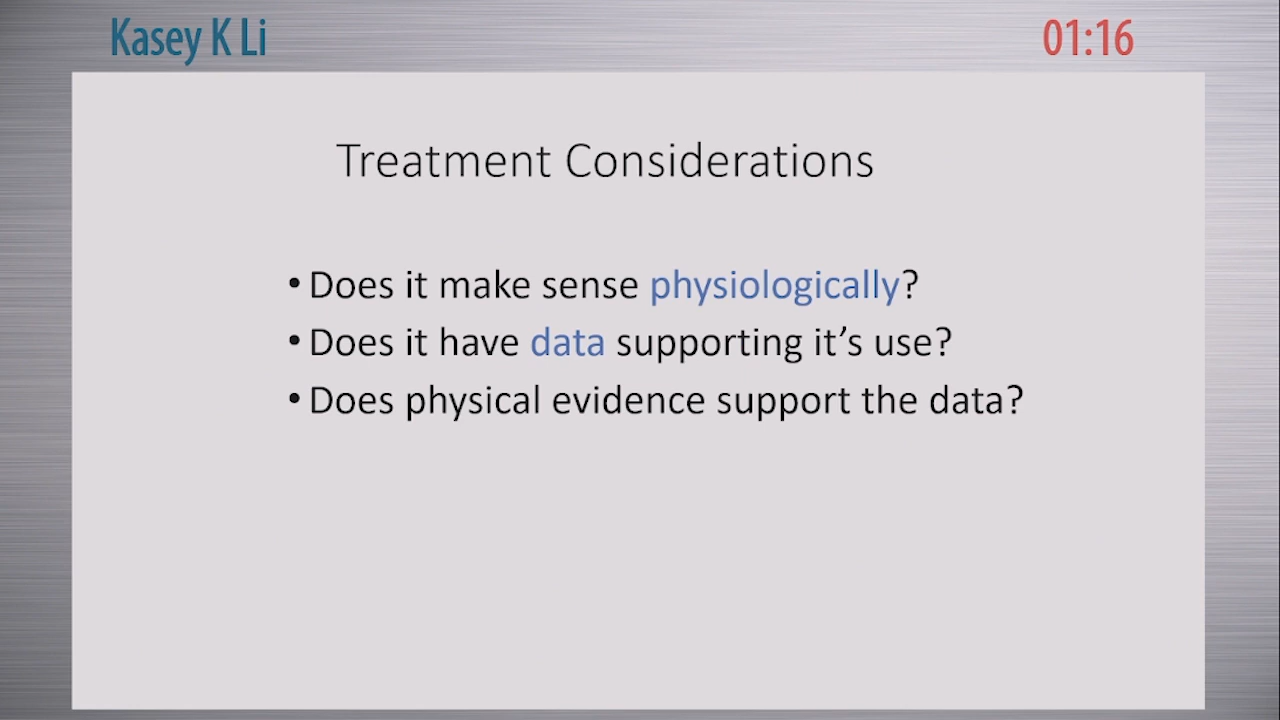 Kasey K Li
01:16
Treatment Considerations
• Does it make sense physiologically?
• Does it have data supporting it’s use?
• Does physical evidence support the data?